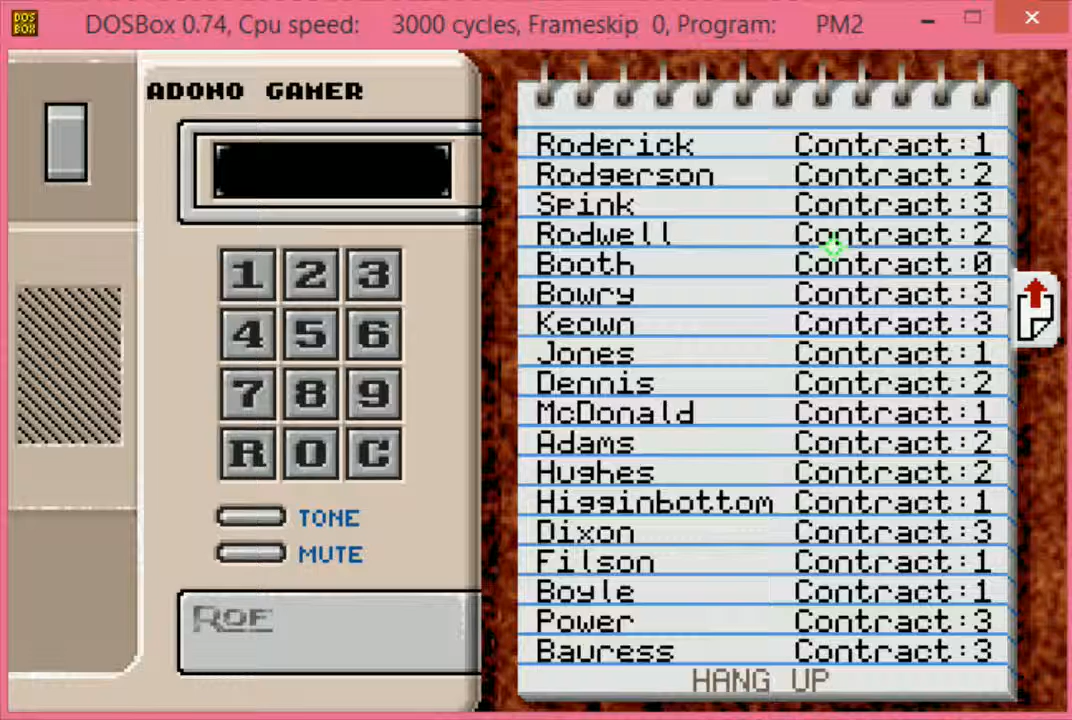 DOSBox 0.74, Cpu speed: 3000 cycles, Frameskip 0, Program: PM2
DOS BOX
ADONO GAMER
1 2 3
4 5 6
7 8 9
R 0 C
TONE
MUTE
ROE
Roderick Contract:1
Rodgerson Contract:2
Spink Contract:3
Rodwell Contract:2
Booth Contract:0
Bowry Contract:3
Keown Contract:3
Jones Contract:1
Dennis Contract:2
McDonald Contract:1
Adams Contract:2
Hughes Contract:2
Higginbottom Contract:1
Dixon Contract:3
Filson Contract:1
Boyle Contract:1
Power Contract:3
Bauress Contract:3
HANG UP